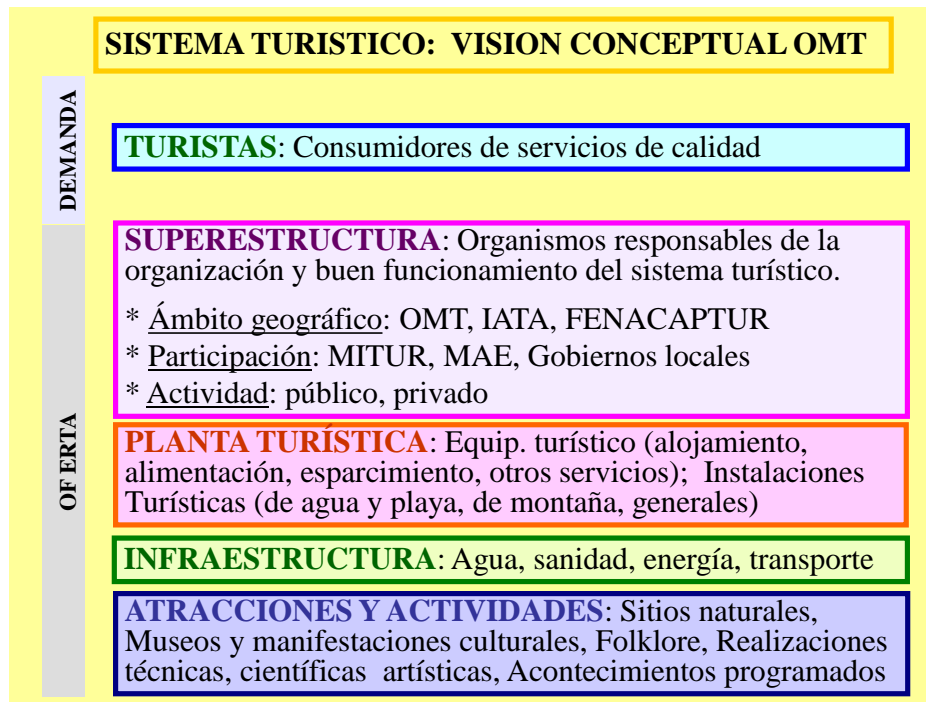 SISTEMA TURISTICO: VISION CONCEPTUAL OMT
DEMANDA
TURISTAS: Consumidores de servicios de calidad
OF ERTA
SUPERESTRUCTURA: Organismos responsables de la
organización y buen funcionamiento del sistema turístico.
* Ámbito geográfico: OMT, IATA, FENACAPTUR
* Participación: MITUR, MAE, Gobiernos locales
* Actividad: público, privado
PLANTA TURÍSTICA: Equip. turístico (alojamiento,
alimentación, esparcimiento, otros servicios); Instalaciones
Turísticas (de agua y playa, de montaña, generales)
INFRAESTRUCTURA: Agua, sanidad, energía, transporte
ATRACCIONES Y ACTIVIDADES: Sitios naturales,
Museos y manifestaciones culturales, Folklore, Realizaciones
técnicas, científicas artísticas, Acontecimientos programados